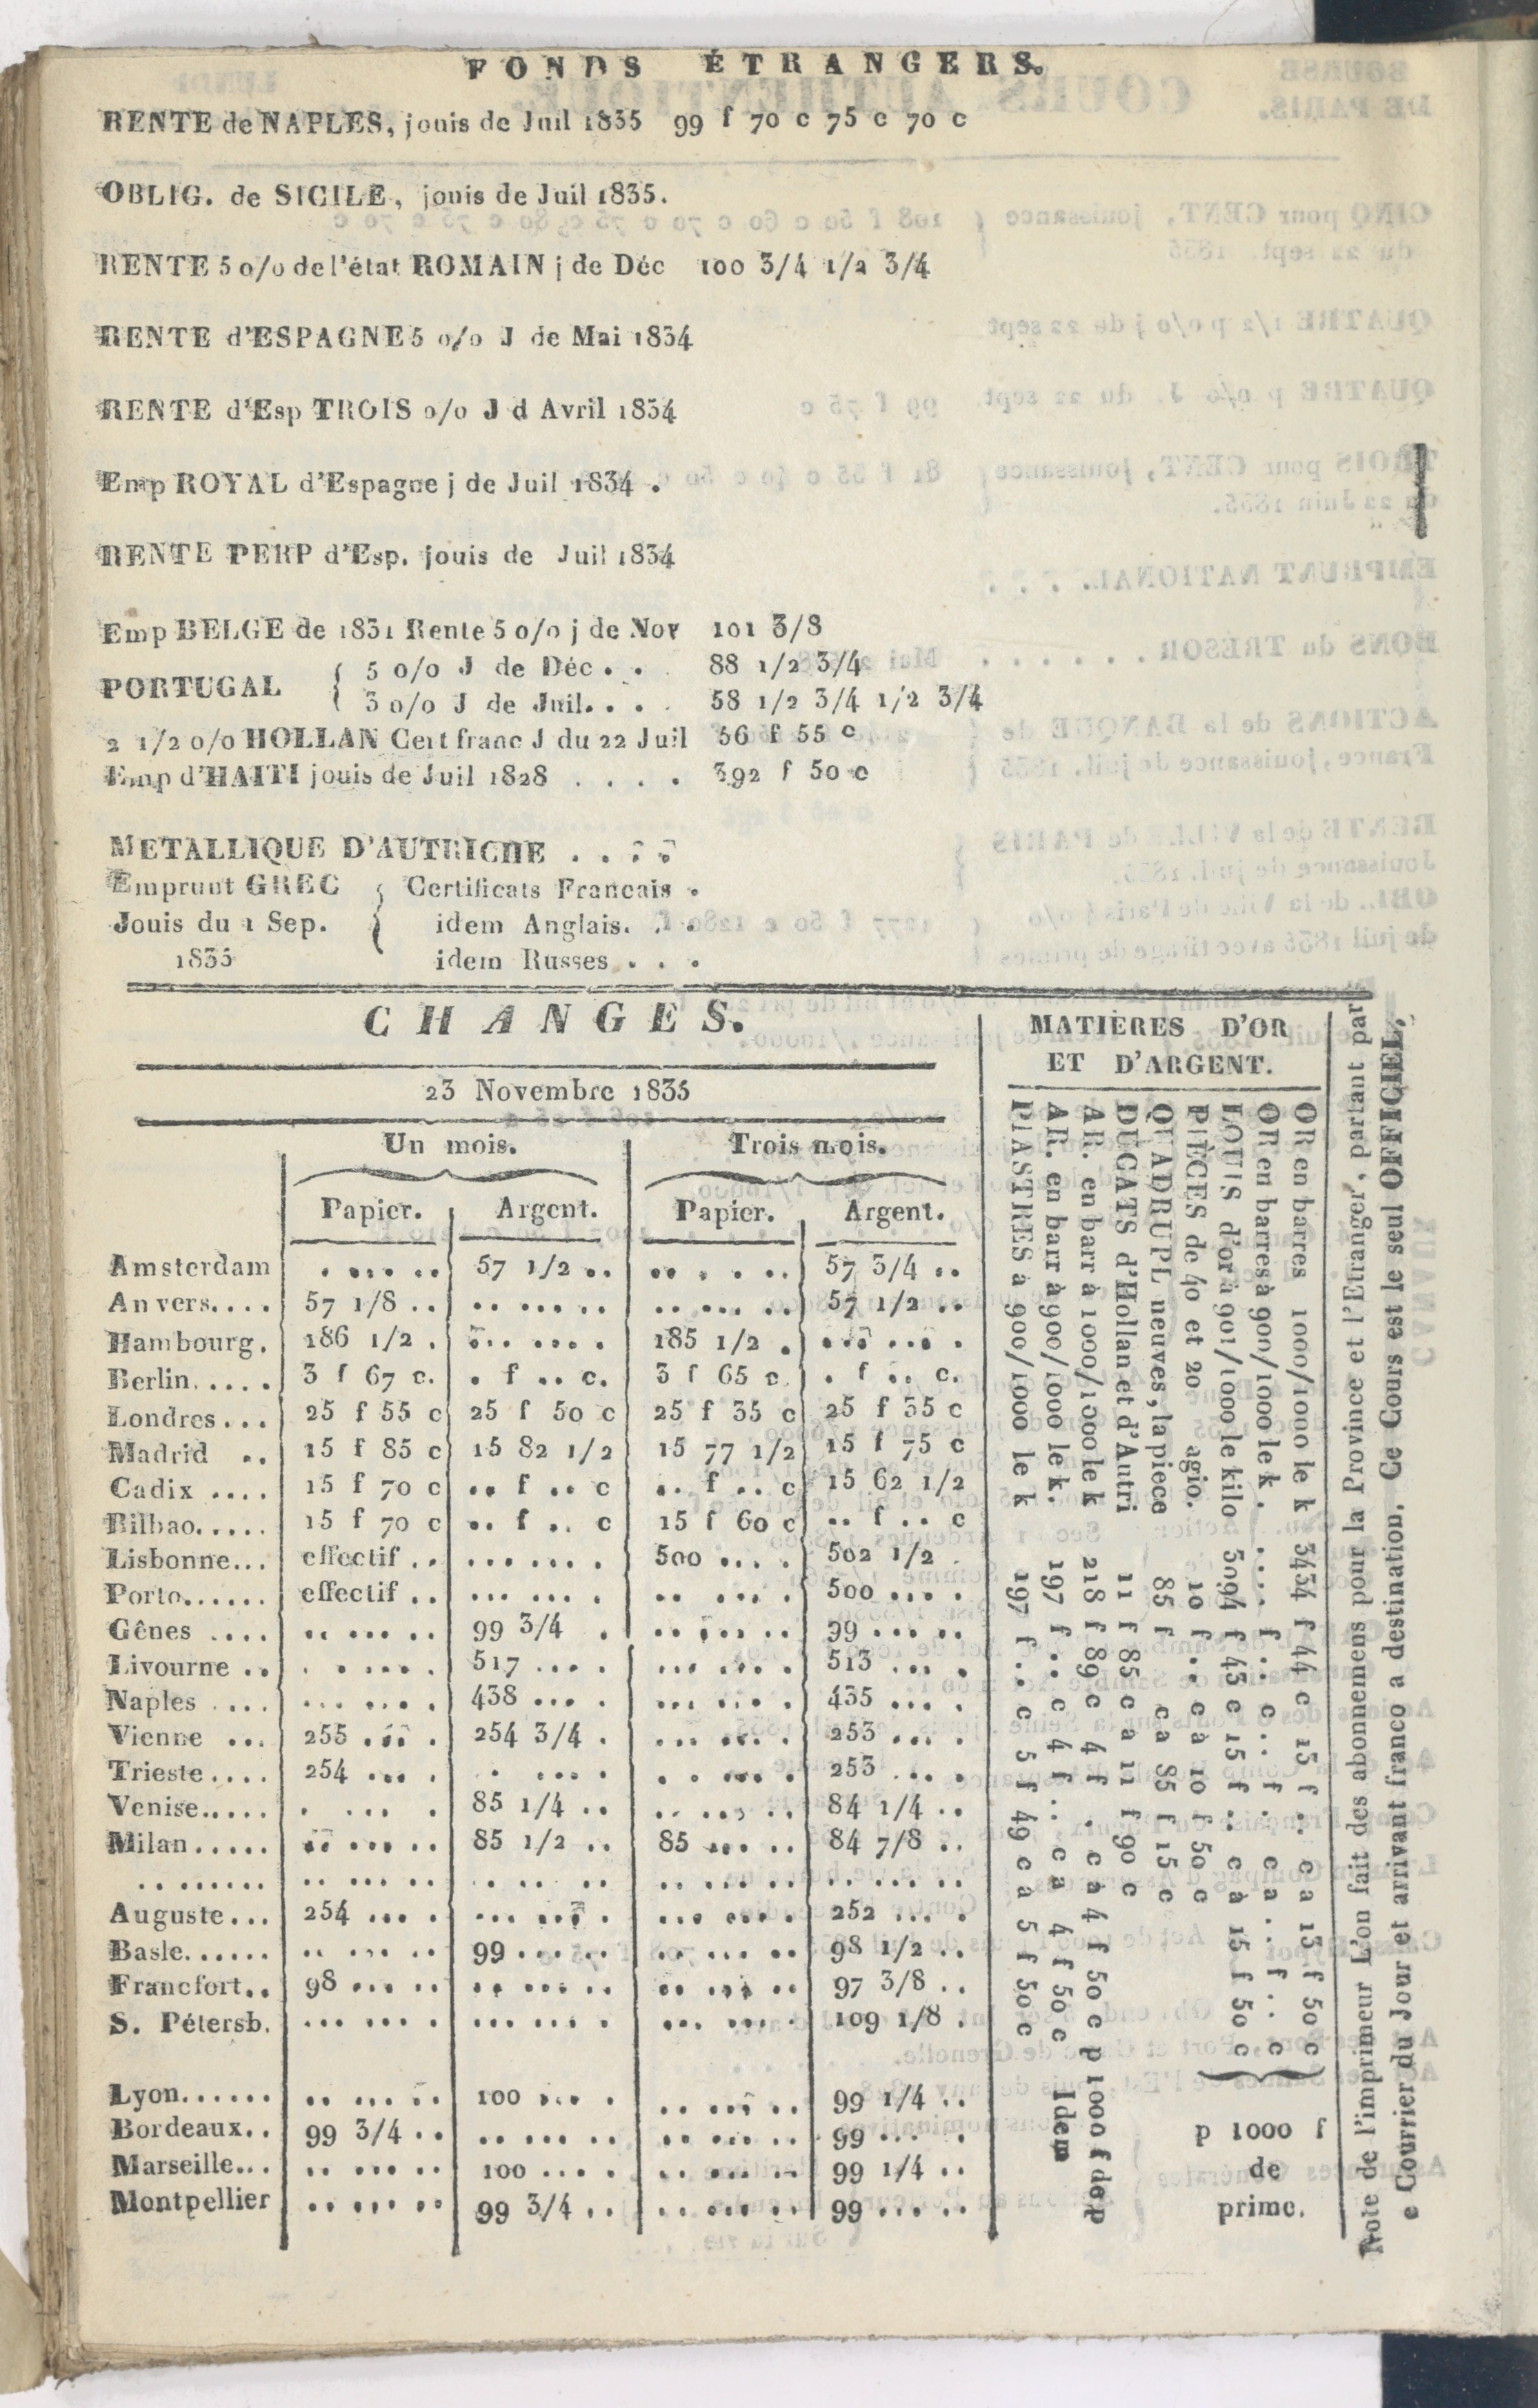 FONDS ÉTRANGERS.
RENTE de NAPLES, jouis de Juil 1835 99 f 70 c 75 c 70 c
OBLIG. de SICILE, jouis de Juil 1835.
RENTE 5 o/o de l'état ROMAIN j de Déc 100 3/4 1/2 3/4
RENTE d'ESPAGNE 5 o/o J de Mai 1834
RENTE d'Esp TROIS o/o J d Avril 1834
Emp ROYAL d'Espagne j de Juil 1834 .
RENTE PERP d'Esp. jouis de Juil 1834
Emp BELGE de 1831 Rente 5 o/o j de Nov 101 3/8
PORTUGAL { 5 o/o J de Déc . . 88 1/2 3/4
3 o/o J de Juil. . . . 58 1/2 3/4 1/2 3/4
2 1/2 o/o HOLLAN Cert franc J du 22 Juil 56 f 55 c
Emp d'HAITI jouis de Juil 1828 . . . . 392 f 50 c
METALLIQUE D'AUTRICHE . . . .
Emprunt GREC { Certificats Francais .
Jouis du 1 Sep. idem Anglais. . .
1835 idem Russes . . .
CHANGES.
23 Novembre 1835
Un mois. Trois mois.
Papier. Argent. Papier. Argent.
Amsterdam . ... .. 57 1/2 .. .. . . .. 57 3/4 ..
Anvers.... 57 1/8 .. .. ... .. .. ... .. 57 1/2 ..
Hambourg. 186 1/2 . ... ... . 185 1/2 . ... ... .
Berlin..... 3 f 67 c. . f .. c. 3 f 65 c. . f .. c.
Londres... 25 f 55 c 25 f 50 c 25 f 35 c 25 f 35 c
Madrid .. 15 f 85 c 15 82 1/2 15 77 1/2 15 f 75 c
Cadix .... 15 f 70 c .. f .. c .. f .. c 15 62 1/2
Bilbao..... 15 f 70 c .. f .. c 15 f 60 c .. f .. c
Lisbonne... effectif .. ... ... . 500 .... 502 1/2 .
Porto...... effectif .. ... ... . .. ... . 500 ....
Gênes .... .. ... .. 99 3/4 . .. ... .. 99 ... ..
Livourne .. . ... . 517 ... . ... ... . 513 ... .
Naples .... ... ... . 438 ... . ... ... . 435 ... .
Vienne ... 255 ... . 254 3/4 . ... ... . 253 ... .
Trieste.... 254 ... . . ... . . ... . 253 ... .
Venise..... . ... . 85 1/4 .. .. ... .. 84 1/4 ..
Milan..... .. ... .. 85 1/2 .. 85 ... .. 84 7/8 ..
........ .. ... .. . .. .. .. ... .. .. ... ..
Auguste... 254 ... . ... ... . ... ... . 252 ... .
Basle...... .. ... .. 99 ... .. .. ... .. 98 1/2 ..
Francfort.. 98 ... .. .. ... .. .. ... .. 97 3/8 ..
S. Pétersb. ... ... . ... ... . ... ... . 109 1/8 .
Lyon...... .. ... .. 100 ... . .. ... .. 99 1/4 ..
Bordeaux.. 99 3/4 .. .. ... .. .. ... .. 99 ... .
Marseille... .. ... .. 100 ... . .. ... .. 99 1/4 ..
Montpellier .. ... .. 99 3/4 .. .. ... .. 99 ... ..
MATIÈRES D'OR
ET D'ARGENT.
OR en barres 1000/1000 le k 3434 f 44 c 13 f .. c a 13 f 50 c
OR en barres à 900/1000 le k . .... f .. c .. f . c a .. f .. c
LOUIS d'or à 901/1000 le kilo 3094 f 43 c 15 f .. c à 15 f 50 c
p 1000 f
de
prime.
PIÈCES de 40 et 20 agio. 10 f .. c à 10 f 50 c
QUADRUPL neuves, la piece 85 f c a 85 f 15 c
DUCATS d'Hollan et d'Autri 11 f 85 c a 11 f 90 c
AR. en barr à 1000/1000 le k 218 f 89 c 4 f . c à 4 f 50 c p 1000 f de p
AR. en barr à 900/1000 le k. 197 f .. c 4 f .. c a 4 f 50 c Idem
PIASTRES à 900/1000 le k 197 f .. c 5 f 49 c à 5 f 50 c
Note de l'imprimeur L'on fait des abonnemens pour la Province et l'Etranger, partant par
e Courrier du Jour et arrivant franco a destination. Ce Cours est le seul OFFICIEL.